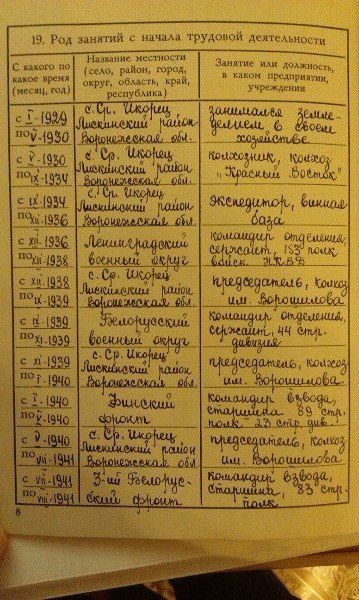 19. Род занятий с начала трудовой деятельности
С какого по какое время (месяц, год)
Название местности (село, район, город, округ, область, край, республика)
Занятие или должность, в каком предприятии, учреждении
с I-1929
по V-1930
с. Ср. Икорец
Лискинский район
Воронежская обл.
занимался земле-
делием в своем
хозяйстве
с V-1930
по IX-1934
с. Ср. Икорец
Лискинский район
Воронежская обл.
колхозник, колхоз
"Красный Восток"
с IX-1934
по XII-1936
с. Ср. Икорец
Лискинский район
Воронежская обл.
экспедитор, винная
база
с XII-1936
по XII-1938
Ленинградский
военный округ
командир отделения,
сержант, 183 полк
войск НКВД
с XII-1938
по IX-1939
с. Ср. Икорец
Лискинский район
Воронежская обл.
председатель, колхоз
им. Ворошилова
с IX-1939
по XI-1939
Белорусский
военный округ
командир отделения,
сержант, 44 стр.
дивизия
с XI-1939
по I-1940
с. Ср. Икорец
Лискинский район
Воронежская обл.
председатель, колхоз
им. Ворошилова
с I-1940
по V-1940
Финский
фронт
командир взвода,
старшина 89 стр.
полк 23 стр. див.
с V-1940
по VII-1941
с. Ср. Икорец
Лискинский район
Воронежская обл.
председатель, колхоз
им. Ворошилова
с VII-1941
по VIII-1941
3-ий Белорус-
ский фронт.
командир взвода,
старшина, 83 стр.
полк
8